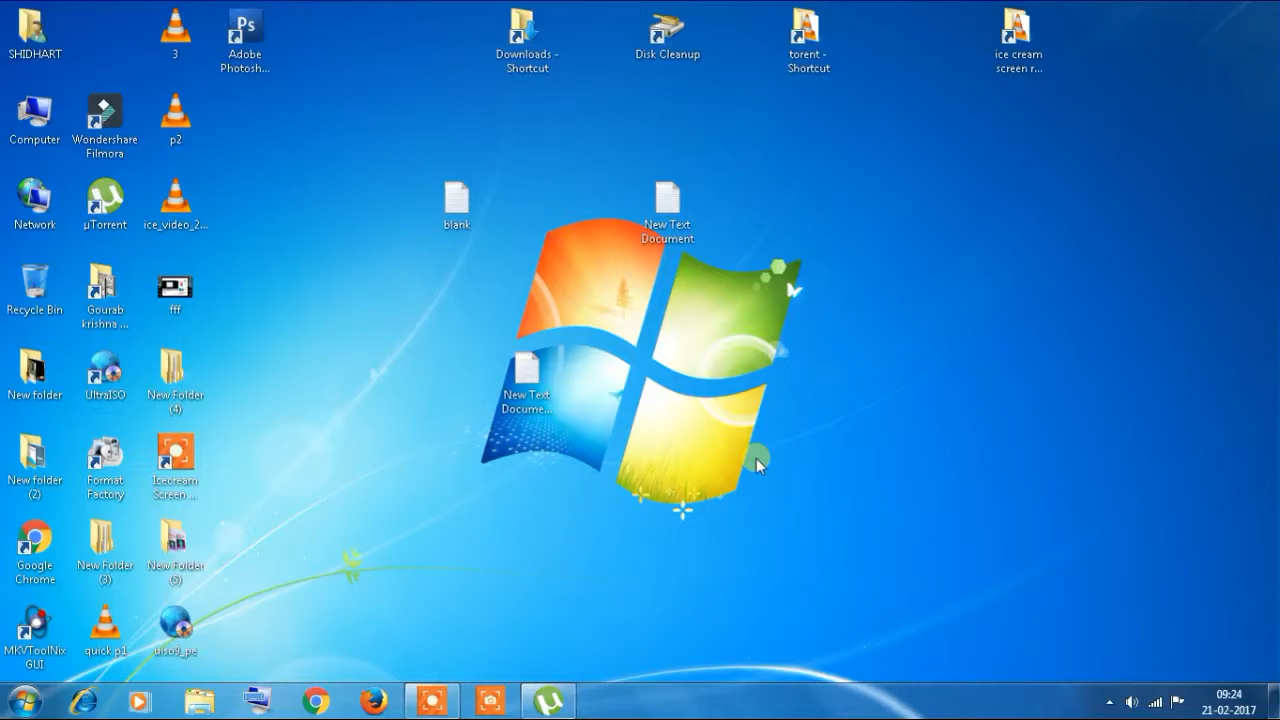 SHIDHART
3
Adobe
Photosh...
Downloads -
Shortcut
Disk Cleanup
torent -
Shortcut
ice cream
screen r...
Computer
Wondershare
Filmora
p2
Network
µTorrent
ice_video_2...
blank
New Text
Document
Recycle Bin
Gourab
krishna ...
fff
New folder
UltraISO
New Folder
(4)
New Text
Docume...
New folder
(2)
Format
Factory
Icecream
Screen ...
Google
Chrome
New Folder
(3)
New Folder
(5)
MKVToolNix
GUI
quick p1
uiso9_pe
09:24
21-02-2017